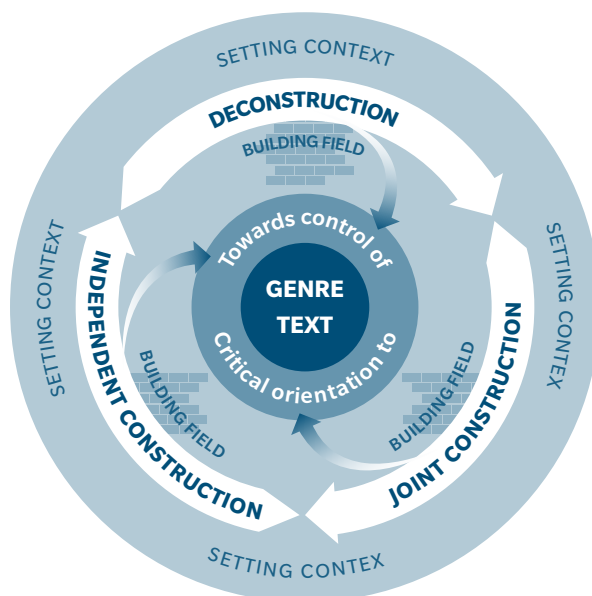 SETTING CONTEXT
DECONSTRUCTION
BUILDING FIELD
Towards control of
GENRE
TEXT
Critical orientation to
SETTING CONTEXT
INDEPENDENT CONSTRUCTION
BUILDING FIELD
BUILDING FIELD
JOINT CONSTRUCTION
SETTING CONTEX
SETTING CONTEX